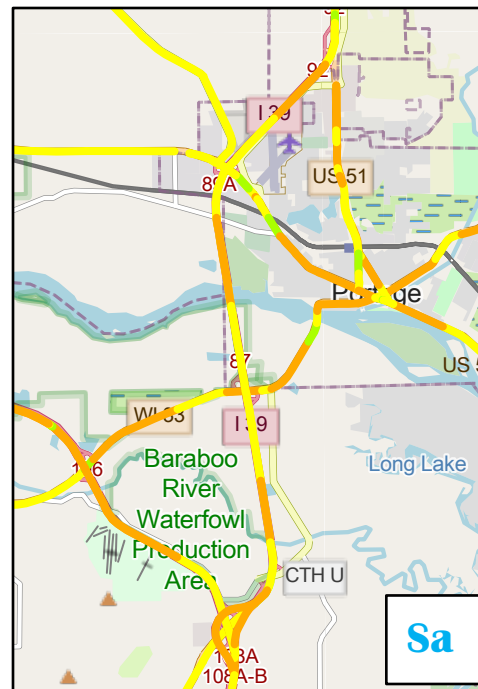 92
I 39
89A
US 51
Portage
US 5
87
WI 33
I 39
106
Baraboo
River
Waterfowl
Production
Area
Long Lake
CTH U
Sa
108A-B